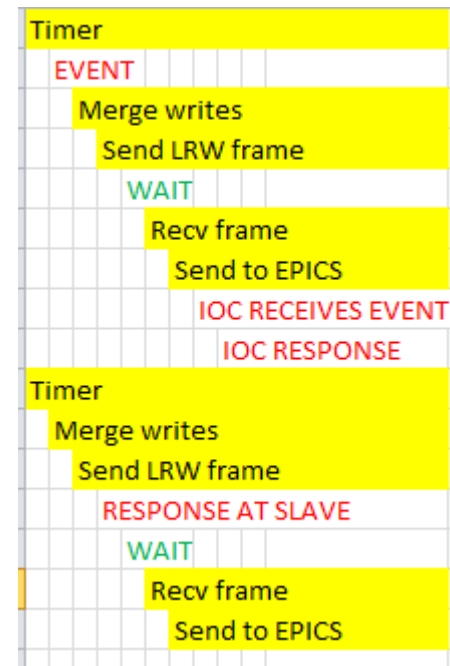 Timer
EVENT
Merge writes
Send LRW frame
WAIT
Recv frame
Send to EPICS
IOC RECEIVES EVENT
IOC RESPONSE
Timer
Merge writes
Send LRW frame
RESPONSE AT SLAVE
WAIT
Recv frame
Send to EPICS